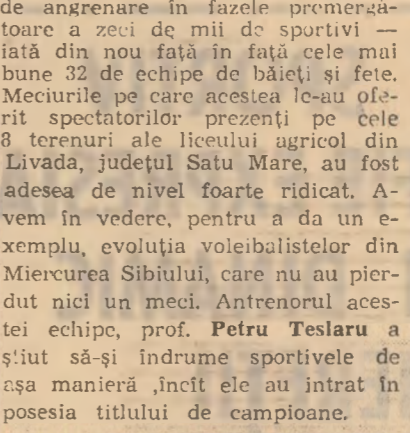 de angrenare în fazele premergă-
toare a zeci de mii de sportivi —
iată din nou față în față cele mai
bune 32 de echipe de băieți și fete.
Meciurile pe care acestea le-au ofe-
rit spectatorilor prezenți pe cele
8 terenuri ale liceului agricol din
Livada, județul Satu Mare, au fost
adesea de nivel foarte ridicat. A-
vem în vedere, pentru a da un e-
xemplu, evoluția voleibalistelor din
Miercurea Sibiului, care nu au pier-
dut nici un meci. Antrenorul aces-
tei echipe, prof. Petru Teslaru a
știut să-și îndrume sportivele de
așa manieră ,încît ele au intrat în
posesia titlului de campioane.